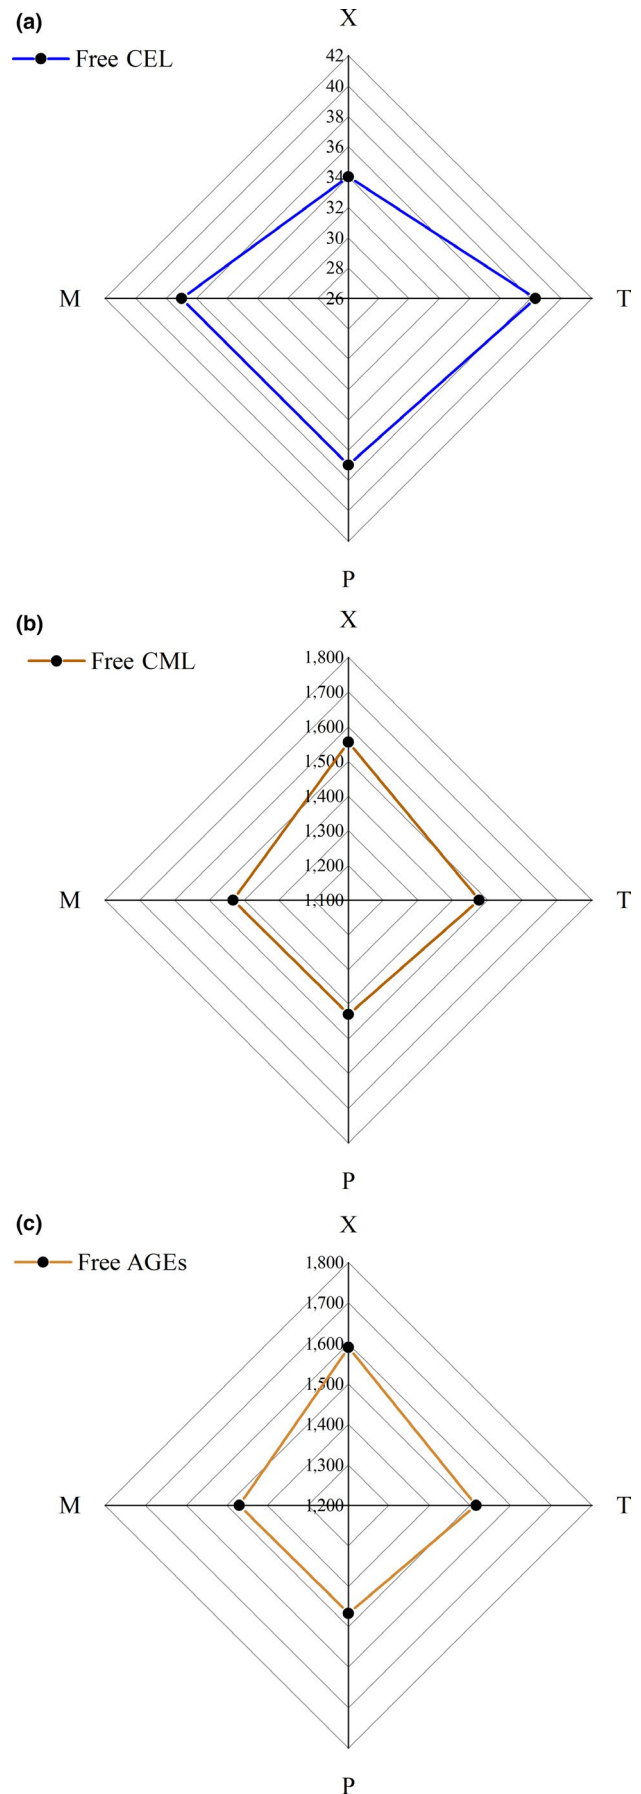 (a)
X
Free CEL
42
40
38
36
34
32
30
28
M
26
T
P
(b)
X
Free CML
1,800
1,700
1,600
1,500
1,400
1,300
1,200
M
1,100
T
P
(c)
X
Free AGEs
1,800
1,700
1,600
1,500
1,400
1,300
M
1,200
T
P